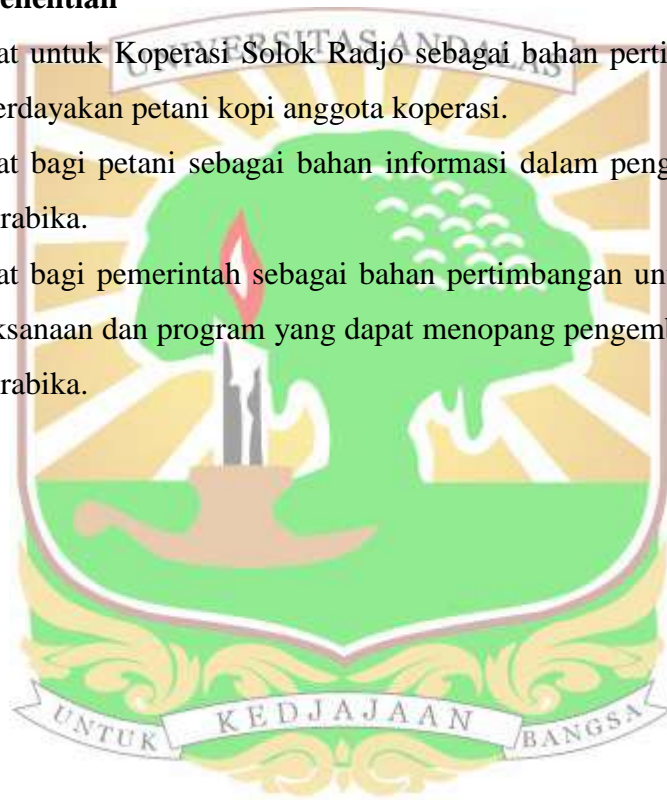 enelitian
at untuk Koperasi Solok Radjo sebagai bahan perti
erdayakan petani kopi anggota koperasi.
at bagi petani sebagai bahan informasi dalam peng
rabika.
at bagi pemerintah sebagai bahan pertimbangan un
ksanaan dan program yang dapat menopang pengemb
rabika.
UNIVERSITAS ANDALAS
UNTUK KEDJAJAAN BANGSA